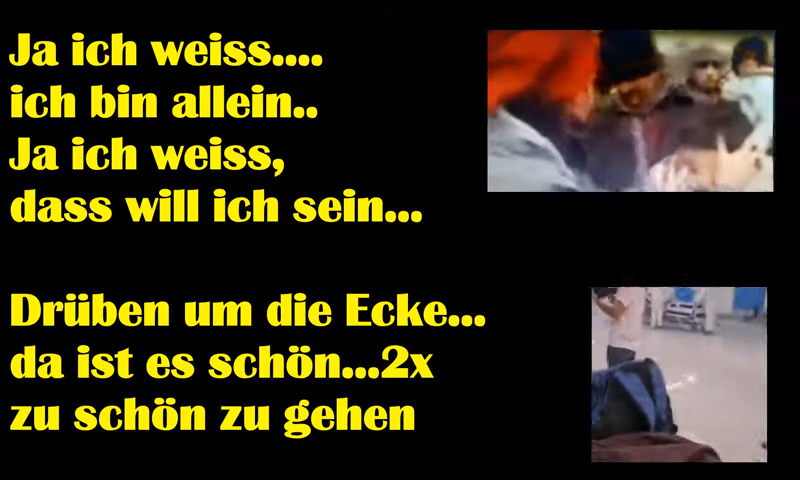 Ja ich weiss....
ich bin allein..
Ja ich weiss,
dass will ich sein...
Drüben um die Ecke...
da ist es schön...2x
zu schön zu gehen